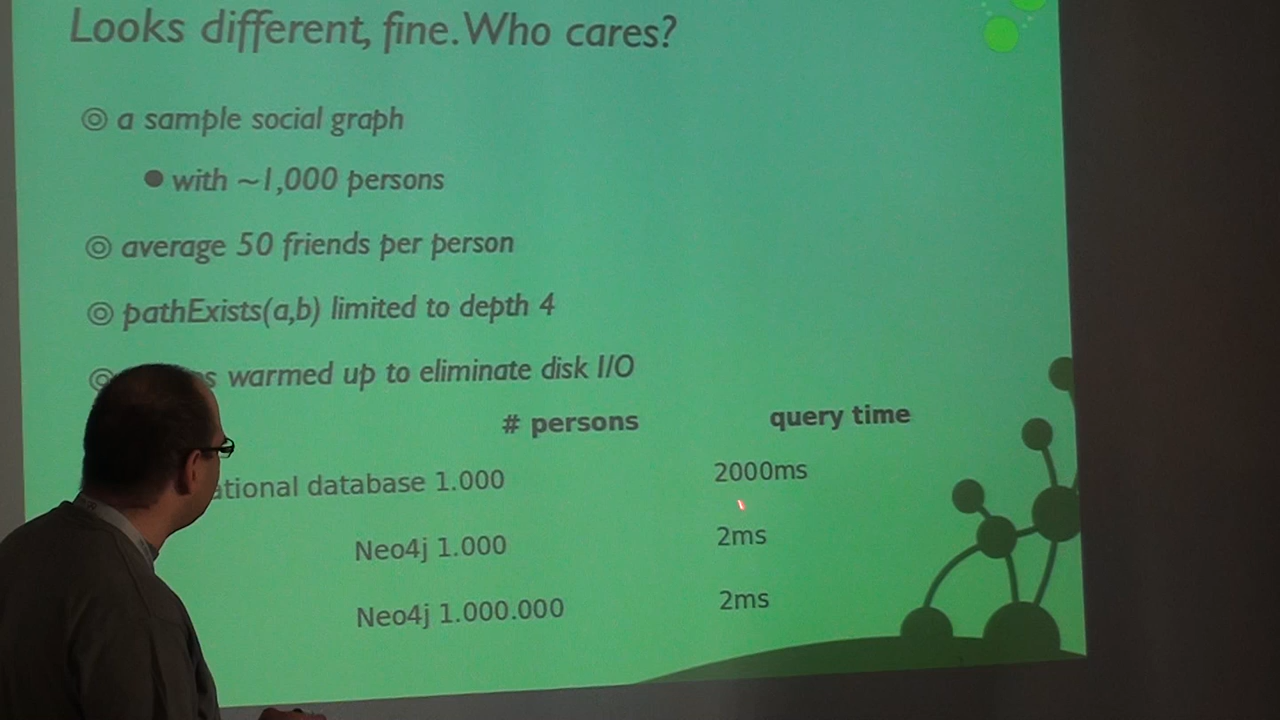 Looks different, fine. Who cares?
a sample social graph
with ~1,000 persons
average 50 friends per person
pathExists(a,b) limited to depth 4
warmed up to eliminate disk I/O
# persons query time
database 1.000 2000ms
Neo4j 1.000 2ms
Neo4j 1.000.000 2ms